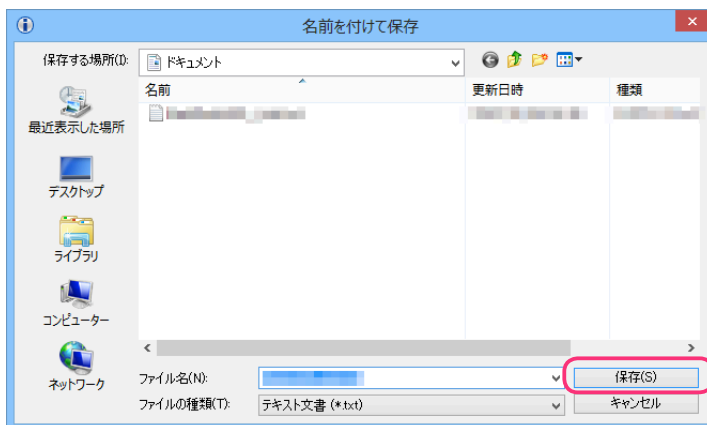 名前を付けて保存
保存する場所(I):
ドキュメント
名前
更新日時
種類
最近表示した場所
デスクトップ
ライブラリ
コンピューター
ネットワーク
ファイル名(N):
保存(S)
ファイルの種類(T):
テキスト文書 (*.txt)
キャンセル